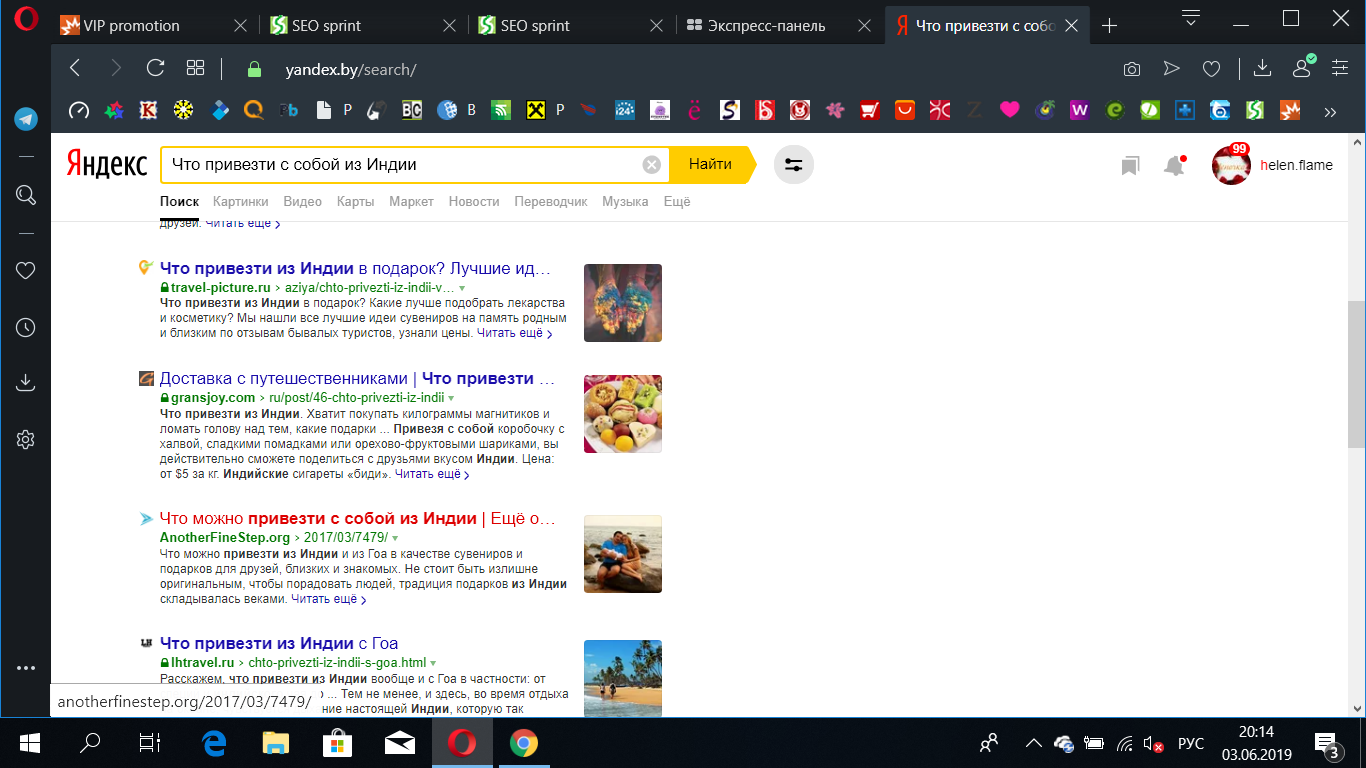 VIP promotion
SEO sprint
SEO sprint
Экспресс-панель
Что привезти с собо
yandex.by/search/
Р
В
Р
Яндекс
Что привезти с собой из Индии
Найти
99
helen.flame
Поиск Картинки Видео Карты Маркет Новости Переводчик Музыка Ещё
друзей. Читать ещё >
Что привезти из Индии в подарок? Лучшие ид…
travel-picture.ru › aziya/chto-privezti-iz-indii-v…
Что привезти из Индии в подарок? Какие лучше подобрать лекарства
и косметику? Мы нашли все лучшие идеи сувениров на память родным
и близким по отзывам бывалых туристов, узнали цены. Читать ещё >
Доставка с путешественниками | Что привезти …
gransjoy.com › ru/post/46-chto-privezti-iz-indii
Что привезти из Индии. Хватит покупать килограммы магнитиков и
ломать голову над тем, какие подарки ... Привезя с собой коробочку с
халвой, сладкими помадками или орехово-фруктовыми шариками, вы
действительно сможете поделиться с друзьями вкусом Индии. Цена:
от $5 за кг. Индийские сигареты «биди». Читать ещё >
Что можно привезти с собой из Индии | Ещё о…
AnotherFineStep.org › 2017/03/7479/
Что можно привезти из Индии и из Гоа в качестве сувениров и
подарков для друзей, близких и знакомых. Не стоит быть излишне
оригинальным, чтобы порадовать людей, традиция подарков из Индии
складывалась веками. Читать ещё >
Что привезти из Индии с Гоа
lhtravel.ru › chto-privezti-iz-indii-s-goa.html
Расскажем, что привезти из Индии вообще и с Гоа в частности: от
... Тем не менее, и здесь, во время отдыха
ние настоящей Индии, которую так
anotherfinestep.org/2017/03/7479/
РУС
20:14
03.06.2019
3